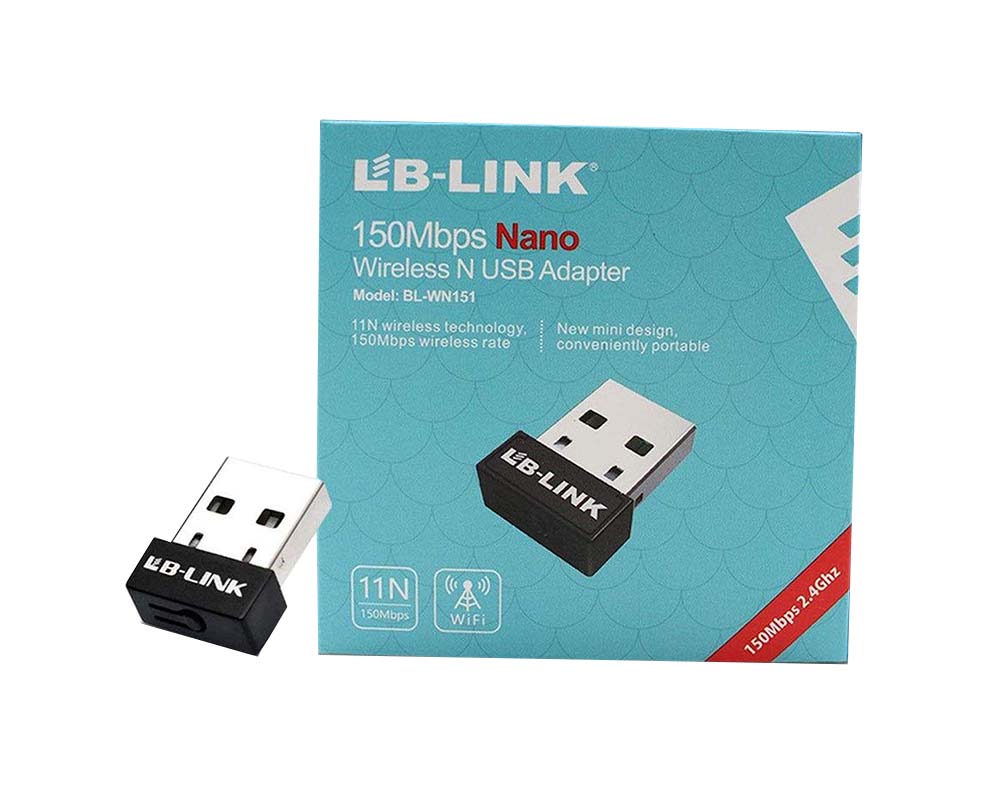 LB-LINK®
150Mbps Nano
Wireless N USB Adapter
Model: BL-WN151
11N wireless technology,
150Mbps wireless rate
New mini design,
conveniently portable
LB-LINK
LB-LINK
11N
150Mbps
WiFi
150Mbps 2.4Ghz